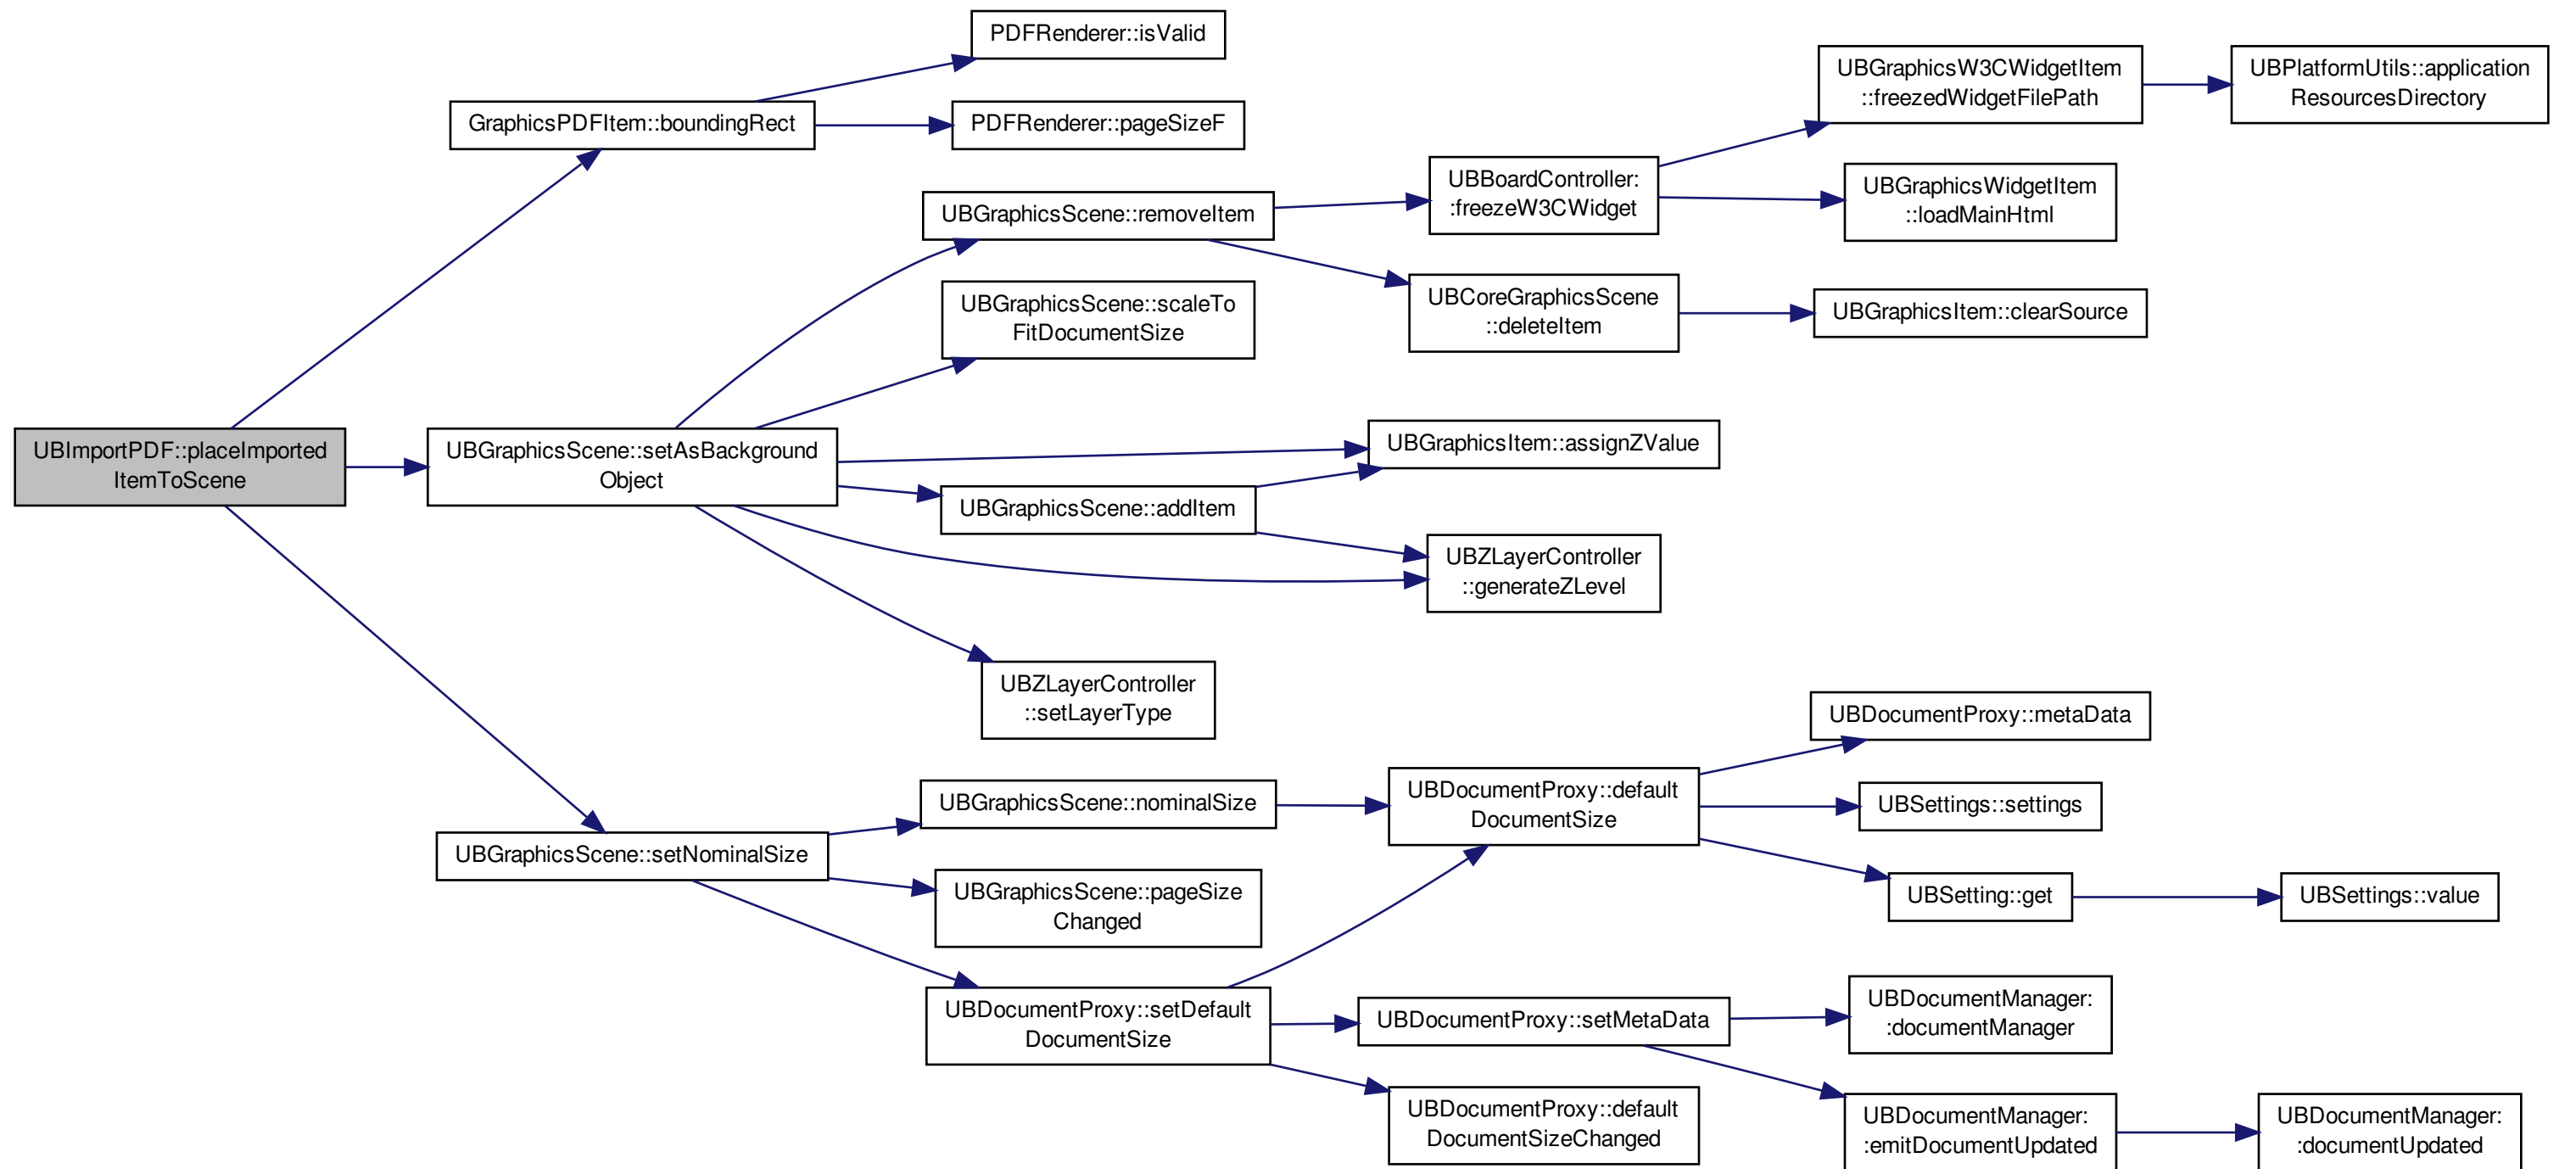 PDFRenderer::isValid
GraphicsPDFItem::boundingRect
PDFRenderer::pageSizeF
UBGraphicsW3CWidgetItem
::freezedWidgetFilePath
UBPlatformUtils::application
ResourcesDirectory
UBGraphicsScene::removeItem
UBBoardController:
:freezeW3CWidget
UBGraphicsWidgetItem
::loadMainHtml
UBGraphicsScene::scaleTo
FitDocumentSize
UBCoreGraphicsScene
::deleteItem
UBGraphicsItem::clearSource
UBImportPDF::placeImported
ItemToScene
UBGraphicsScene::setAsBackground
Object
UBGraphicsItem::assignZValue
UBGraphicsScene::addItem
UBZLayerController
::generateZLevel
UBZLayerController
::setLayerType
UBDocumentProxy::metaData
UBGraphicsScene::nominalSize
UBDocumentProxy::default
DocumentSize
UBSettings::settings
UBGraphicsScene::setNominalSize
UBGraphicsScene::pageSize
Changed
UBSetting::get
UBSettings::value
UBDocumentProxy::setDefault
DocumentSize
UBDocumentProxy::setMetaData
UBDocumentManager:
:documentManager
UBDocumentProxy::default
DocumentSizeChanged
UBDocumentManager:
:emitDocumentUpdated
UBDocumentManager:
:documentUpdated